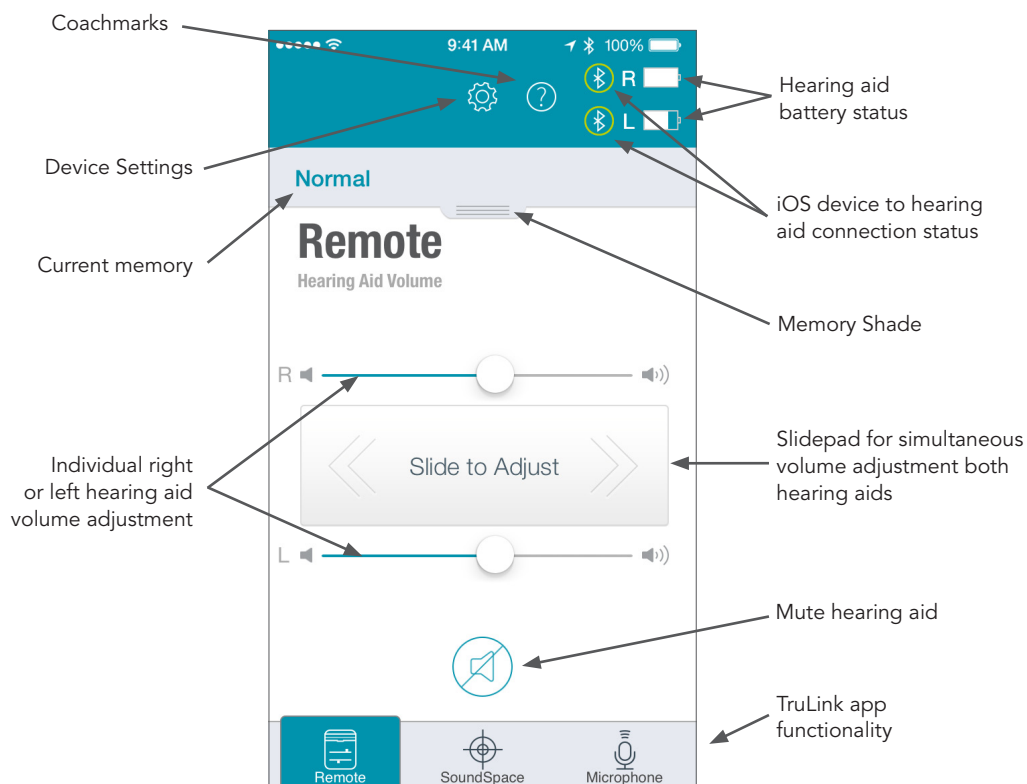 Coachmarks
9:41 AM
100%
R
Hearing aid
battery status
L
Device Settings
Normal
iOS device to hearing
aid connection status
Remote
Current memory
Hearing Aid Volume
Memory Shade
R
Slide to Adjust
Slidepad for simultaneous
volume adjustment both
hearing aids
Individual right
or left hearing aid
volume adjustment
L
Mute hearing aid
TruLink app
functionality
Remote
SoundSpace
Microphone